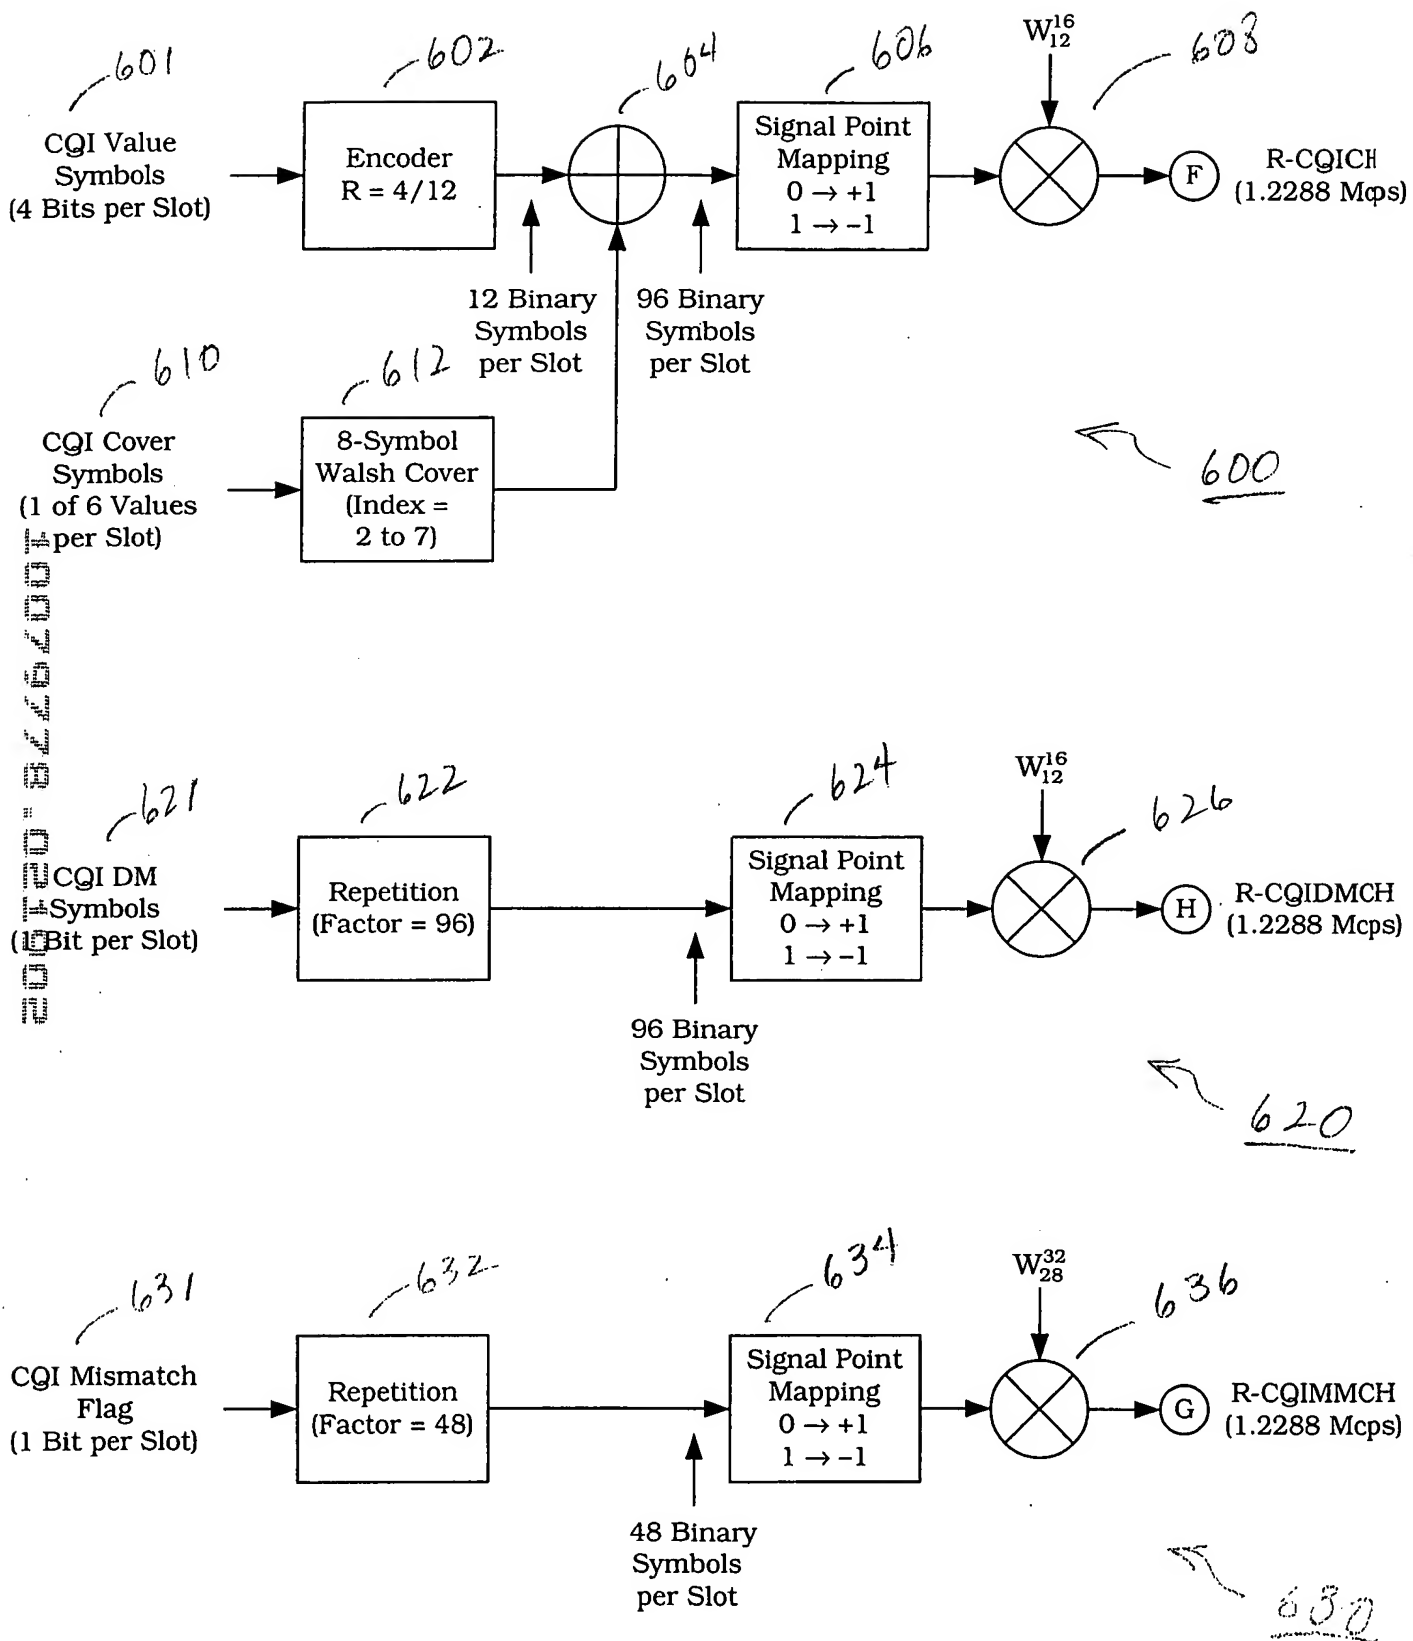 601
602
604
606
W₁₂¹⁶
608
CQI Value
Symbols
(4 Bits per Slot)
Encoder
R = 4/12
Signal Point
Mapping
0 → +1
1 → −1
F
R-CQICH
(1.2288 Mcps)
12 Binary
Symbols
per Slot
96 Binary
Symbols
per Slot
610
612
CQI Cover
Symbols
(1 of 6 Values
per Slot)
8-Symbol
Walsh Cover
(Index =
2 to 7)
600
10079778.021102
621
622
624
W₁₂¹⁶
626
CQI DM
Symbols
(1 Bit per Slot)
Repetition
(Factor = 96)
Signal Point
Mapping
0 → +1
1 → −1
H
R-CQIDMCH
(1.2288 Mcps)
96 Binary
Symbols
per Slot
620
631
632
634
W₂₈³²
636
CQI Mismatch
Flag
(1 Bit per Slot)
Repetition
(Factor = 48)
Signal Point
Mapping
0 → +1
1 → −1
G
R-CQIMMCH
(1.2288 Mcps)
48 Binary
Symbols
per Slot
630